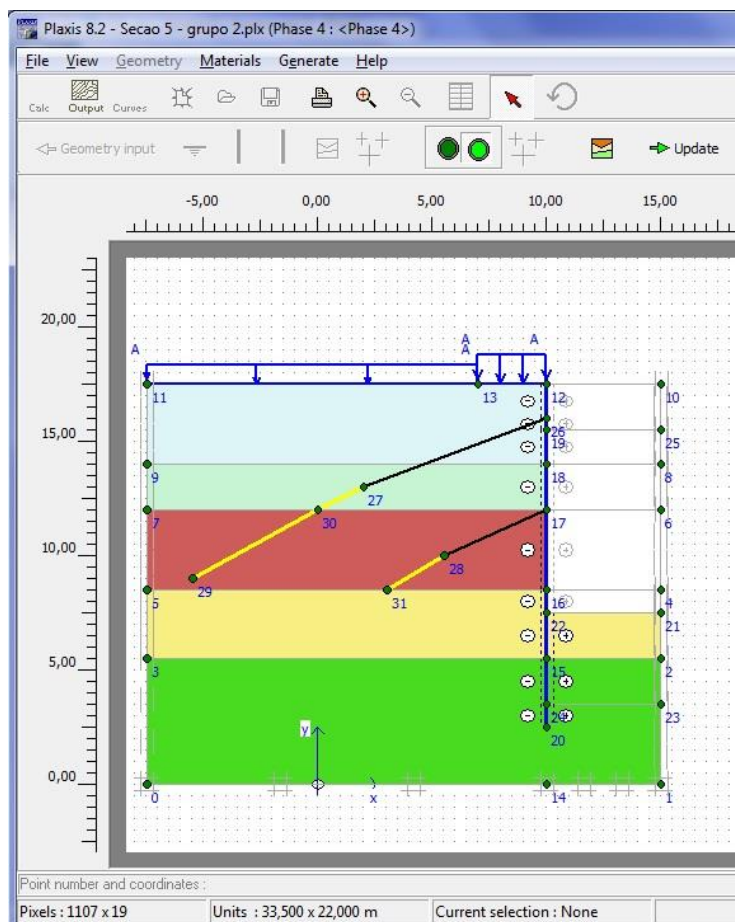 Plaxis 8.2 - Secao 5 - grupo 2.plx (Phase 4 : <Phase 4>)
File View Geometry Materials Generate Help
Calc Output Curves
Geometry input Update
-5,00 0,00 5,00 10,00 15,00
20,00
A A A A
11 13 12 10
15,00
26
19 25
9 18 8
27
7 30 17 6
10,00
28
29
5 31 16 4
22 21
5,00
3 15 2
24 23
y 20
0,00
0 x 14 1
Point number and coordinates :
Pixels : 1107 x 19 Units : 33,500 x 22,000 m Current selection : None